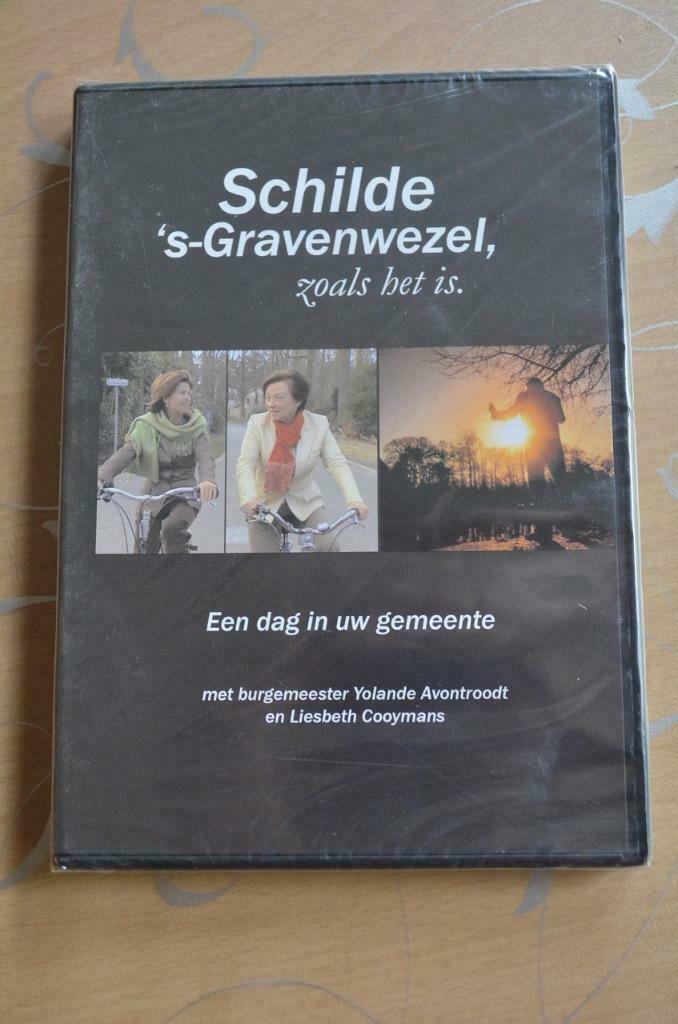 Schilde
‘s-Gravenwezel,
zoals het is.
Een dag in uw gemeente
met burgemeester Yolande Avontroodt
en Liesbeth Cooymans